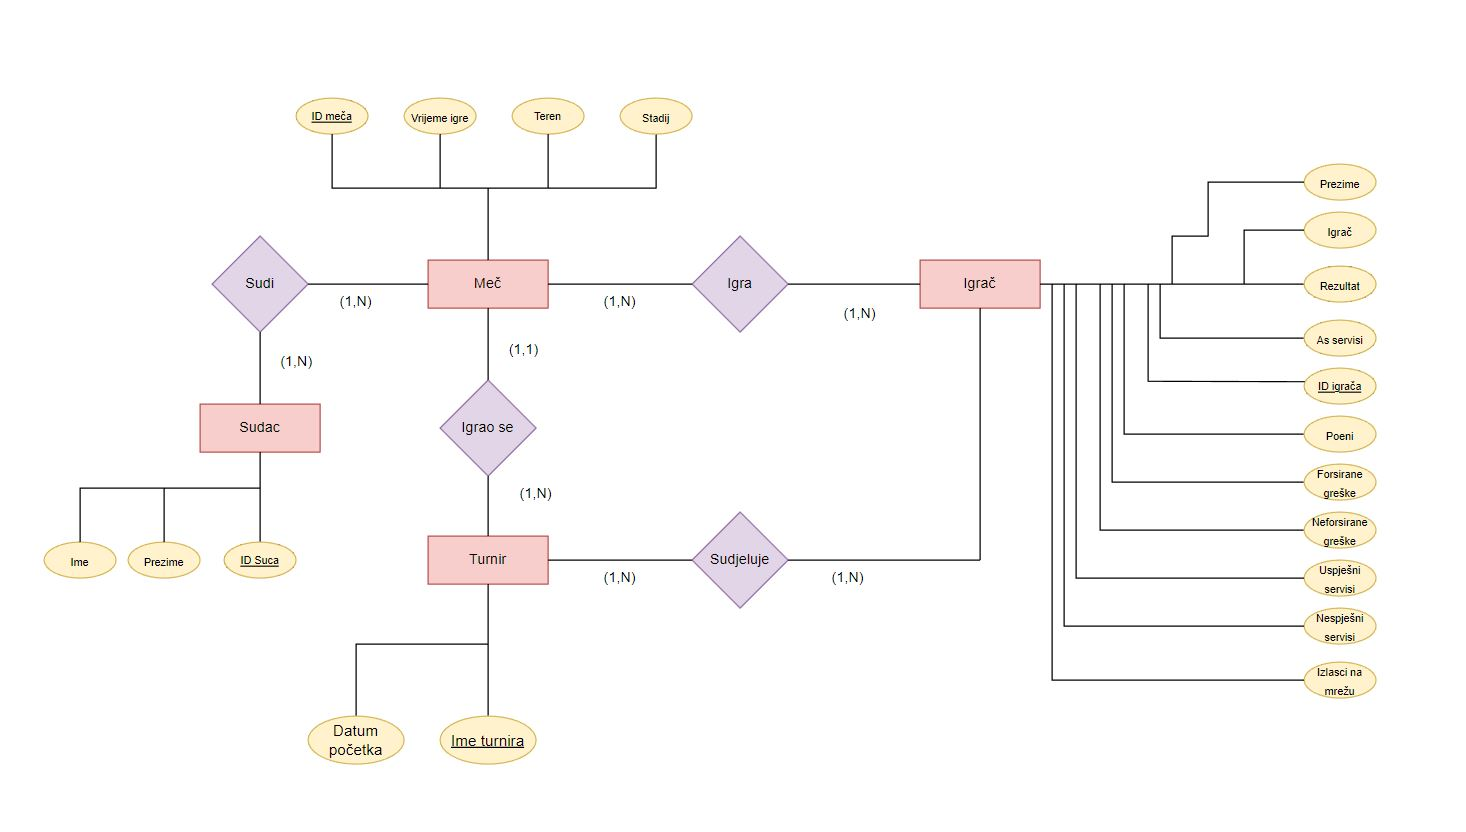 ID meča
Vrijeme igre
Teren
Stadij
Prezime
Igrač
Rezultat
As servisi
ID igrača
Poeni
Forsirane
greške
Neforsirane
greške
Uspješni
servisi
Nespješni
servisi
Izlasci na
mrežu
Sudi
(1,N)
Meč
(1,N)
Igra
(1,N)
Igrač
(1,N)
(1,1)
Sudac
Igrao se
(1,N)
Ime
Prezime
ID Suca
Turnir
(1,N)
Sudjeluje
(1,N)
Datum
početka
Ime turnira